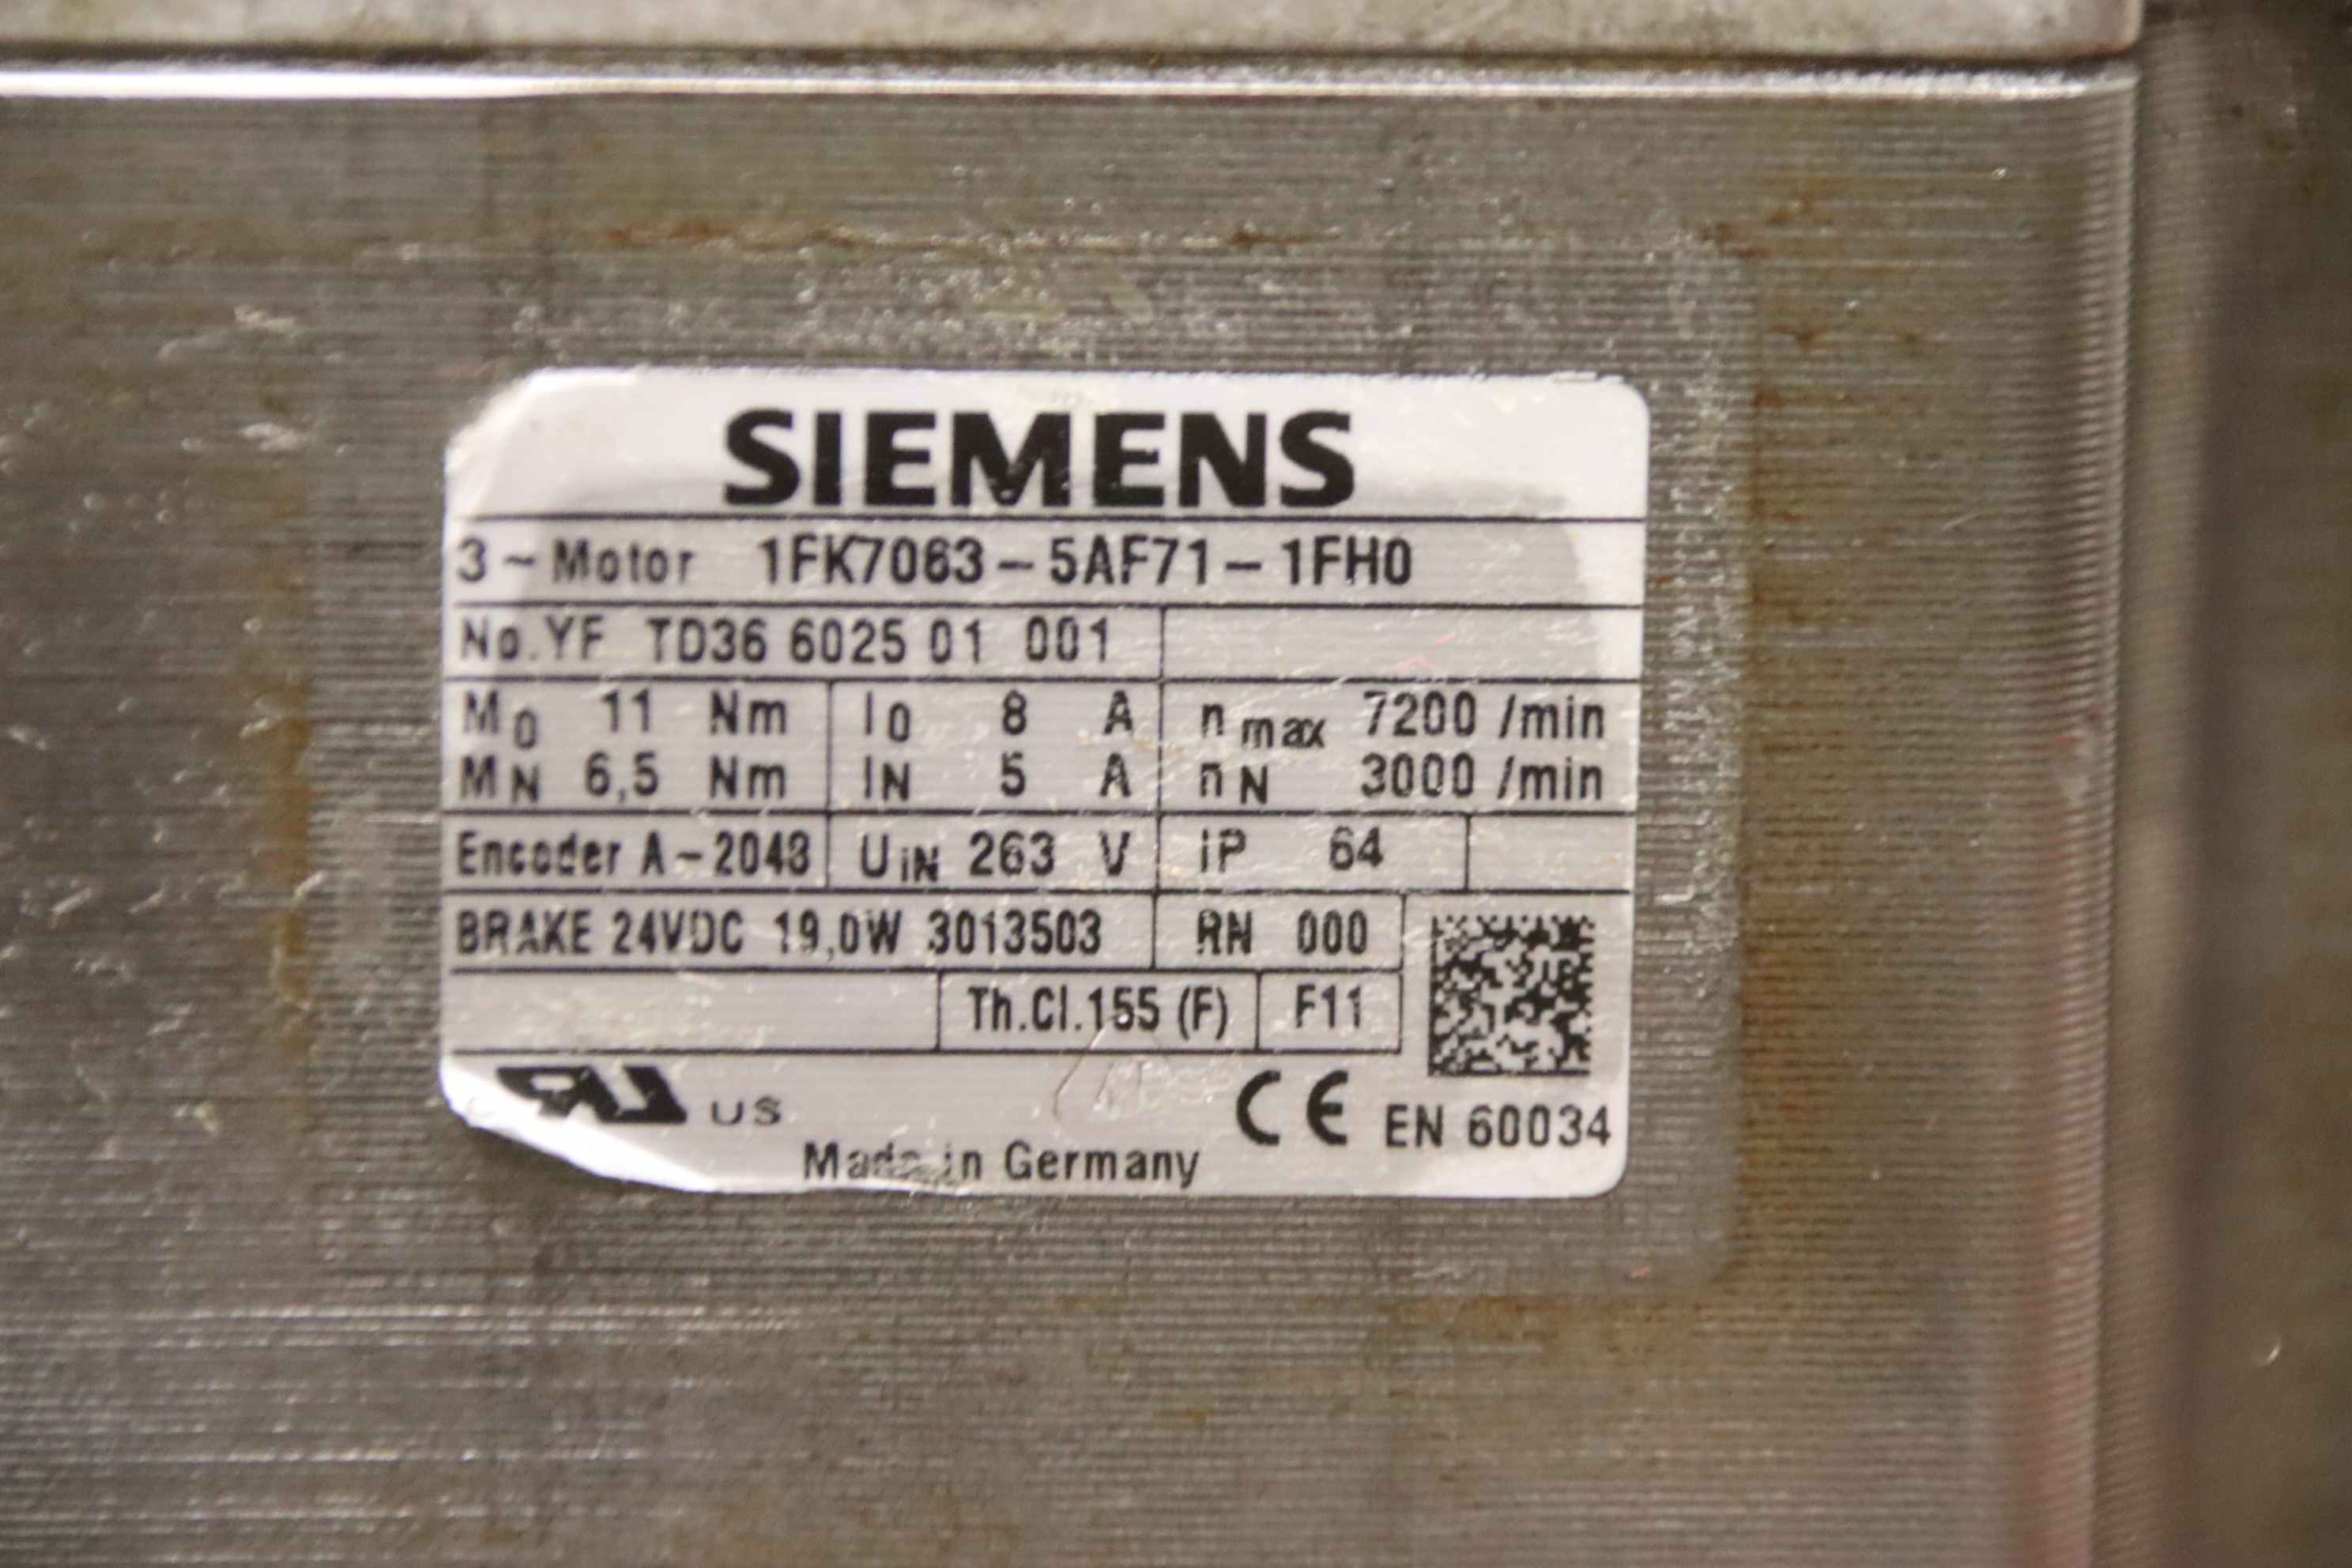 SIEMENS
3~Motor 1FK7063-5AF71-1FH0
No.YF TD36 6025 01 001
M0 11 Nm I0 8 A n max 7200 /min
MN 6,5 Nm IN 5 A nN 3000 /min
Encoder A-2048 UIN 263 V IP 64
BRAKE 24VDC 19,0W 3013503 RN 000
Th.Cl.155 (F) F11
RU US
CE EN 60034
Made in Germany